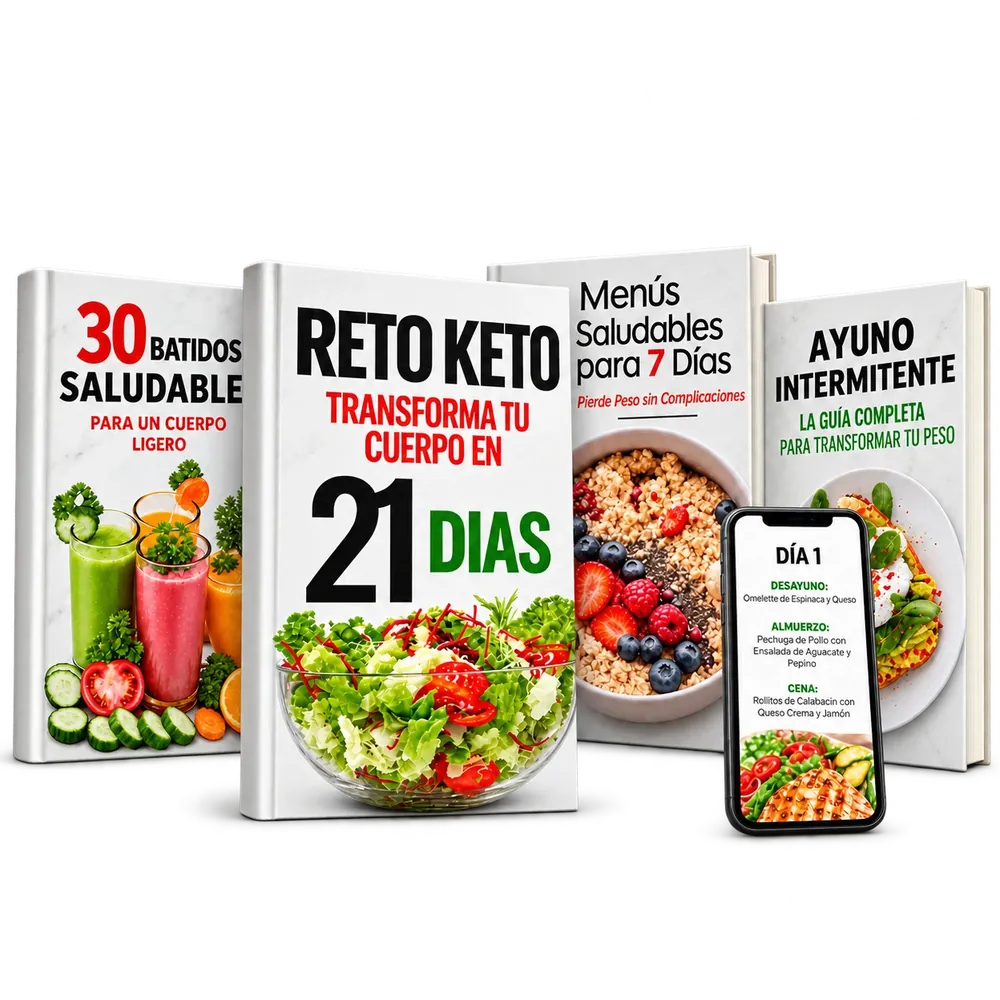 30 BATIDOS
SALUDABLE
PARA UN CUERPO
LIGERO
RETO KETO
TRANSFORMA TU
CUERPO EN
21 DIAS
Menús
Saludables
para 7 Días
Pierde Peso sin Complicaciones
AYUNO
INTERMITENTE
LA GUÍA COMPLETA
PARA TRANSFORMAR TU PESO
DÍA 1
DESAYUNO:
Omelette de Espinaca y Queso
ALMUERZO:
Pechuga de Pollo con
Ensalada de Aguacate y
Pepino
CENA:
Rollitos de Calabacin con
Queso Crema y Jamón